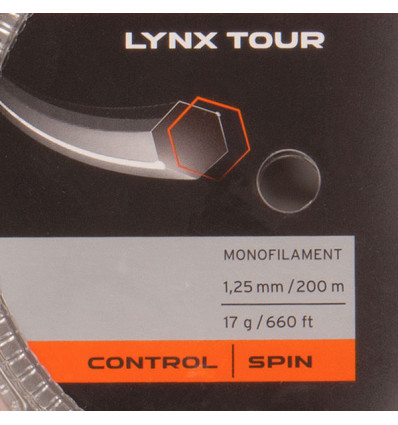 LYNX TOUR
MONOFILAMENT
1,25 mm / 200 m
17 g / 660 ft
CONTROL | SPIN